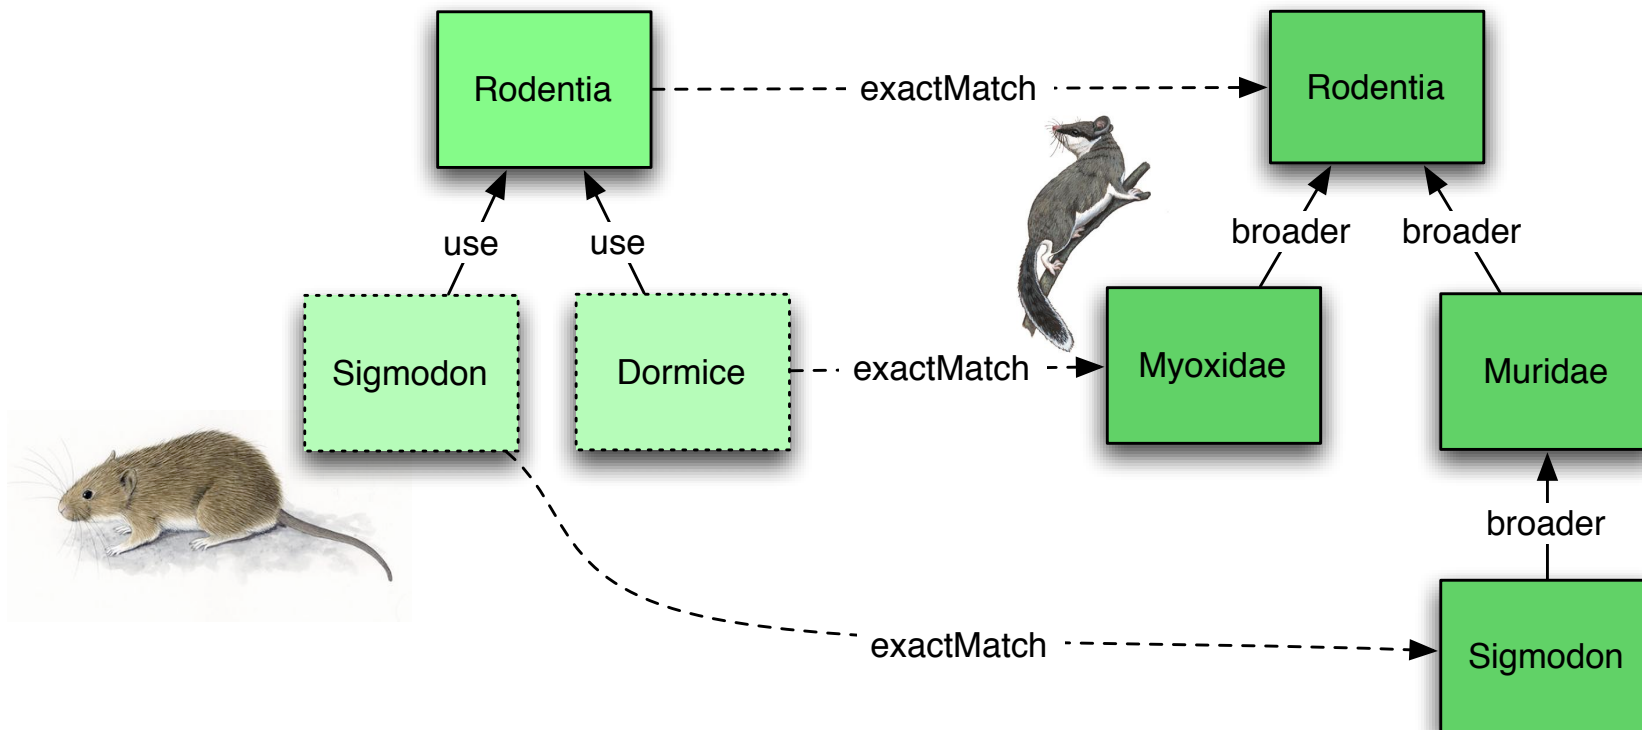 Rodentia
exactMatch
Rodentia
use
use
broader
broader
Sigmodon
Dormice
exactMatch
Myoxidae
Muridae
broader
exactMatch
Sigmodon